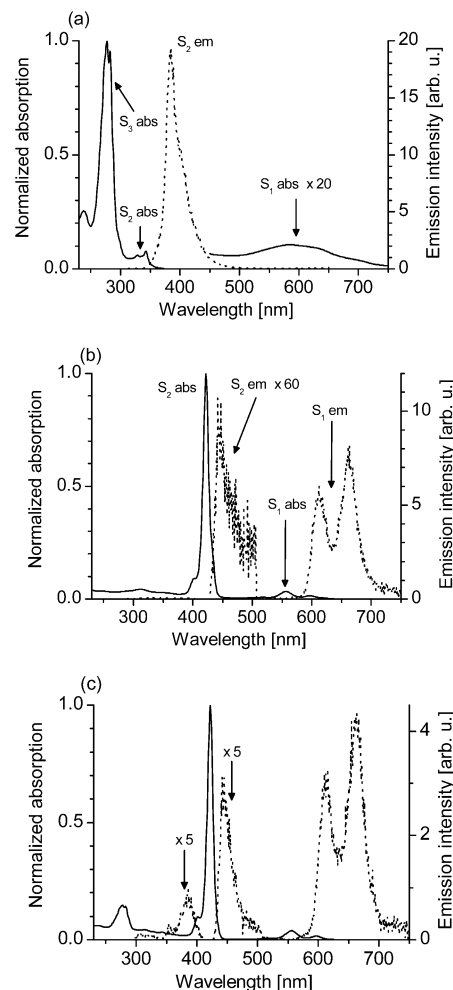 (a)
S2 em
S3 abs
S2 abs
S1 abs x 20
1.0
0.5
0.0
Normalized absorption
20
15
10
5
0
Emission intensity [arb. u.]
300 400 500 600 700
Wavelength [nm]
(b)
S2 abs
S2 em x 60
S1 em
S1 abs
1.0
0.5
0.0
Normalized absorption
10
5
0
Emission intensity [arb. u.]
300 400 500 600 700
Wavelength [nm]
(c)
x 5
x 5
1.0
0.5
0.0
Normalized absorption
4
2
0
Emission intensity [arb. u.]
300 400 500 600 700
Wavelength [nm]